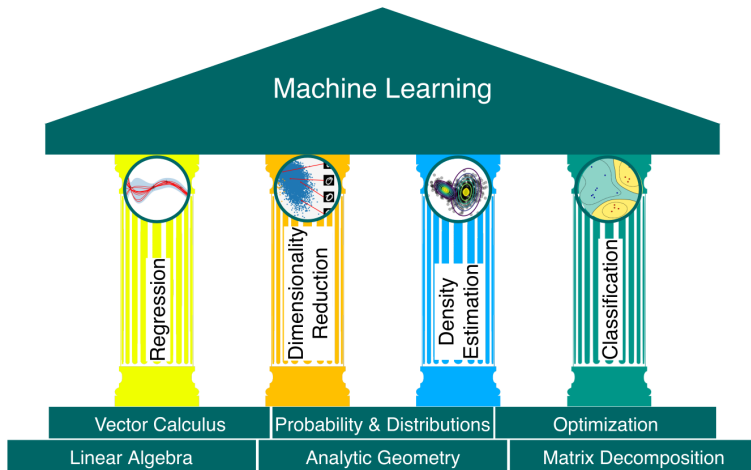 Machine Learning
Regression
Dimensionality
Reduction
Density
Estimation
Classification
Vector Calculus
Probability & Distributions
Optimization
Linear Algebra
Analytic Geometry
Matrix Decomposition